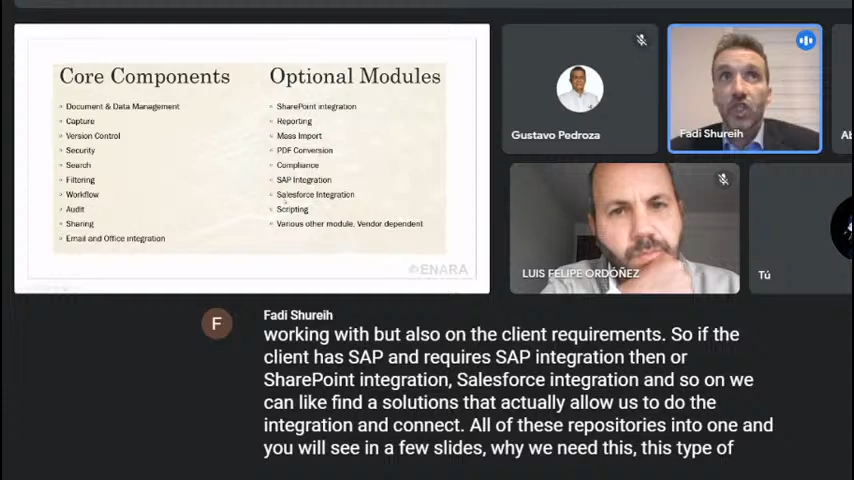 Core Components
Optional Modules
Document & Data Management
Capture
Version Control
Security
Search
Filtering
Workflow
Audit
Sharing
Email and Office integration
SharePoint integration
Reporting
Mass Import
PDF Conversion
Compliance
SAP Integration
Salesforce Integration
Scripting
Various other module, Vendor dependent
©ENARA
Gustavo Pedroza
Fadi Shureih
Al
LUIS FELIPE ORDÓÑEZ
Tú
F
Fadi Shureih
working with but also on the client requirements. So if the
client has SAP and requires SAP integration then or
SharePoint integration, Salesforce integration and so on we
can like find a solutions that actually allow us to do the
integration and connect. All of these repositories into one and
you will see in a few slides, why we need this, this type of